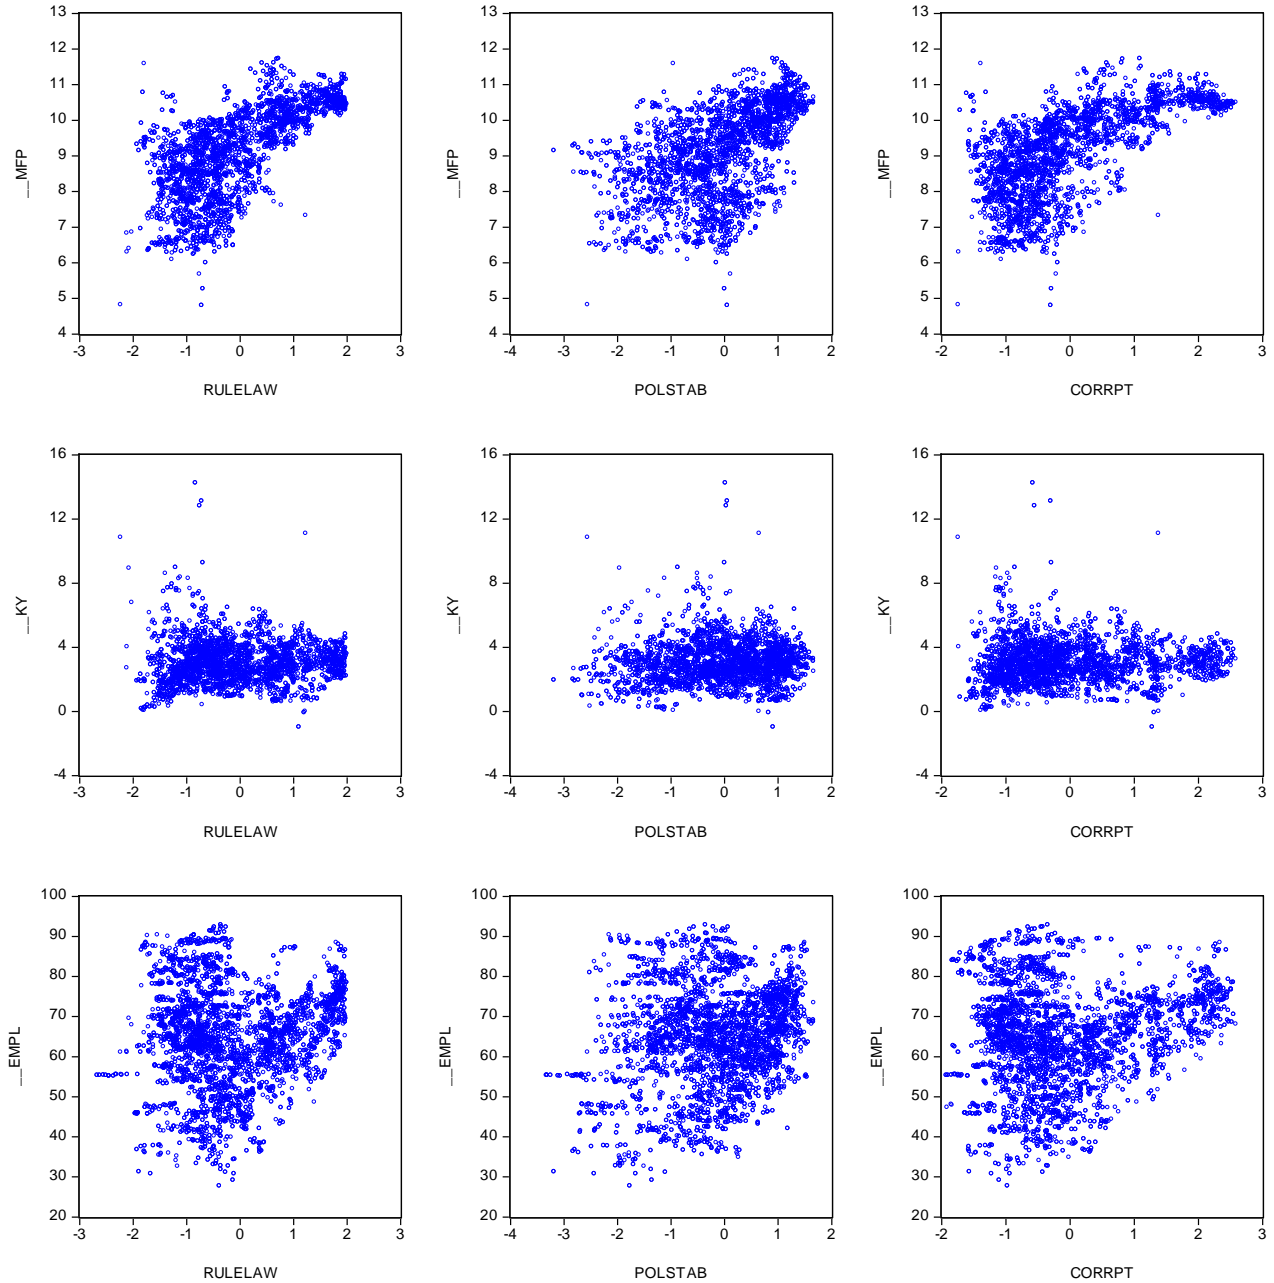 13 13 13
12 12 12
11 11 11
10 10 10
__MFP 9 __MFP 9 __MFP 9
8 8 8
7 7 7
6 6 6
5 5 5
4 4 4
-3 -2 -1 0 1 2 3 -4 -3 -2 -1 0 1 2 -2 -1 0 1 2 3
RULELAW POLSTAB CORRPT
16 16 16
12 12 12
8 8 8
__KY 4 __KY 4 __KY 4
0 0 0
-4 -4 -4
-3 -2 -1 0 1 2 3 -4 -3 -2 -1 0 1 2 -2 -1 0 1 2 3
RULELAW POLSTAB CORRPT
100 100 100
90 90 90
80 80 80
70 70 70
__EMPL 60 __EMPL 60 __EMPL 60
50 50 50
40 40 40
30 30 30
20 20 20
-3 -2 -1 0 1 2 3 -4 -3 -2 -1 0 1 2 -2 -1 0 1 2 3
RULELAW POLSTAB CORRPT